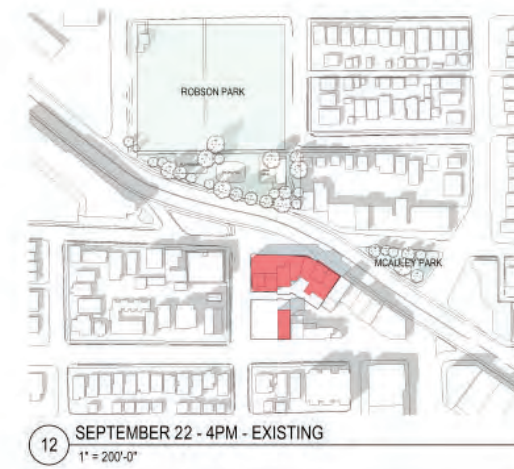 ROBSON PARK
MCAULEY PARK
12
SEPTEMBER 22 - 4PM - EXISTING
1" = 200'-0"